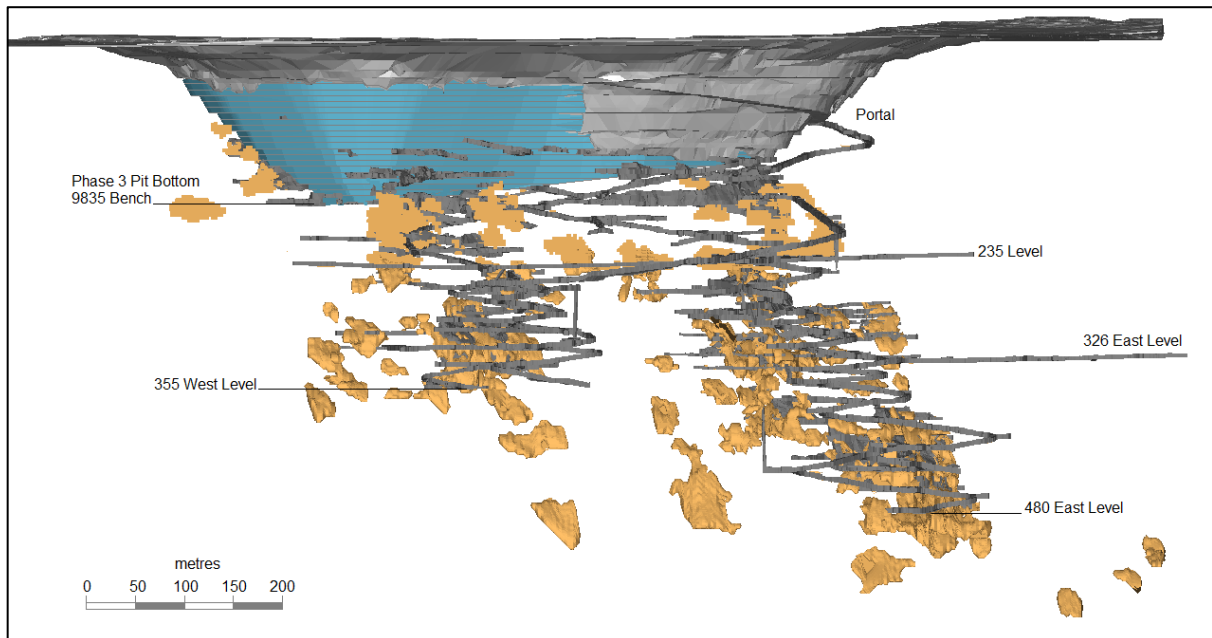 Portal
Phase 3 Pit Bottom
9835 Bench
235 Level
326 East Level
355 West Level
480 East Level
metres
0 50 100 150 200